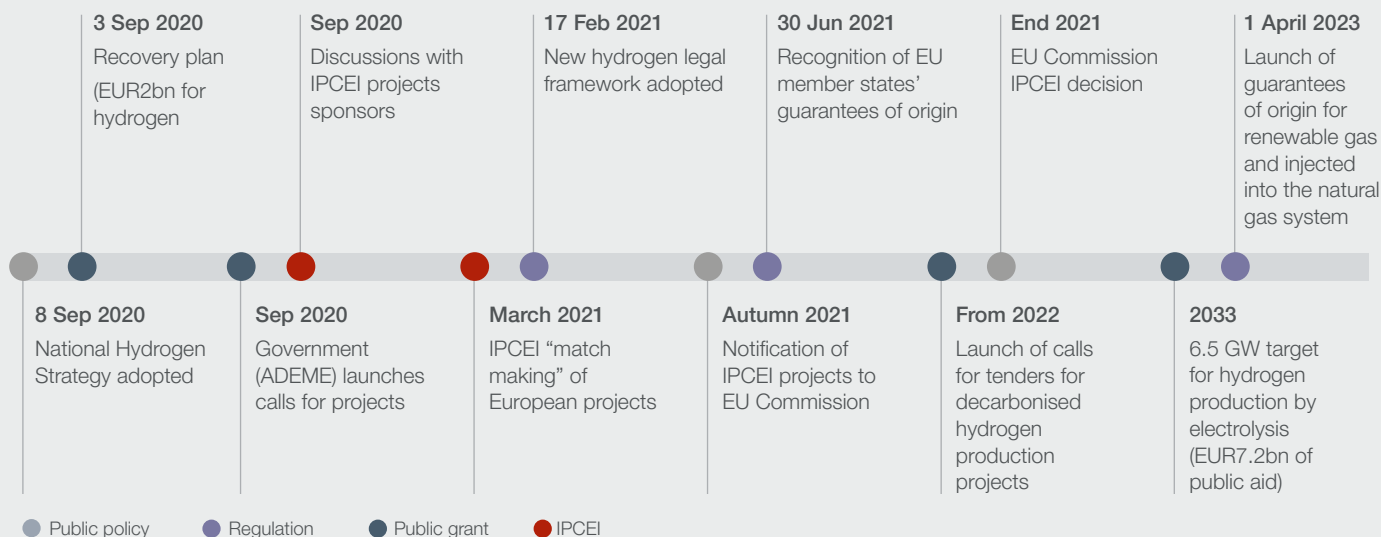 3 Sep 2020
Recovery plan
(EUR2bn for
hydrogen
Sep 2020
Discussions with
IPCEI projects
sponsors
17 Feb 2021
New hydrogen legal
framework adopted
30 Jun 2021
Recognition of EU
member states’
guarantees of origin
End 2021
EU Commission
IPCEI decision
1 April 2023
Launch of
guarantees
of origin for
renewable gas
and injected
into the natural
gas system
8 Sep 2020
National Hydrogen
Strategy adopted
Sep 2020
Government
(ADEME) launches
calls for projects
March 2021
IPCEI “match
making” of
European projects
Autumn 2021
Notification of
IPCEI projects to
EU Commission
From 2022
Launch of calls
for tenders for
decarbonised
hydrogen
production
projects
2033
6.5 GW target
for hydrogen
production by
electrolysis
(EUR7.2bn of
public aid)
Public policy
Regulation
Public grant
IPCEI